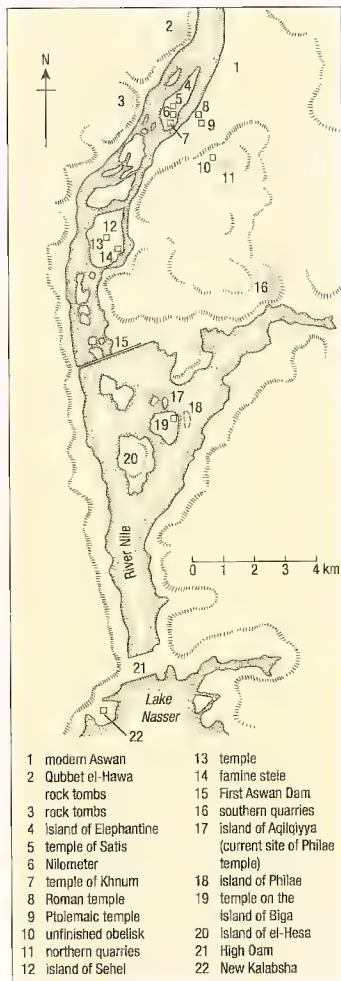 2
1
N
4
3
5
6
8
9
7
10
11
12
13
14
16
15
17
18
19
20
River Nile
0 1 2 3 4 km
21
Lake
Nasser
22
1 modern Aswan
2 Qubbet el-Hawa
rock tombs
3 rock tombs
4 island of Elephantine
5 temple of Satis
6 Nilometer
7 temple of Khnum
8 Roman temple
9 Ptolemaic temple
10 unfinished obelisk
11 northern quarries
12 island of Sehel
13 temple
14 famine stele
15 First Aswan Dam
16 southern quarries
17 island of Aqilqiyya
(current site of Philae
temple)
18 island of Philae
19 temple on the
island of Biga
20 island of el-Hesa
21 High Dam
22 New Kalabsha